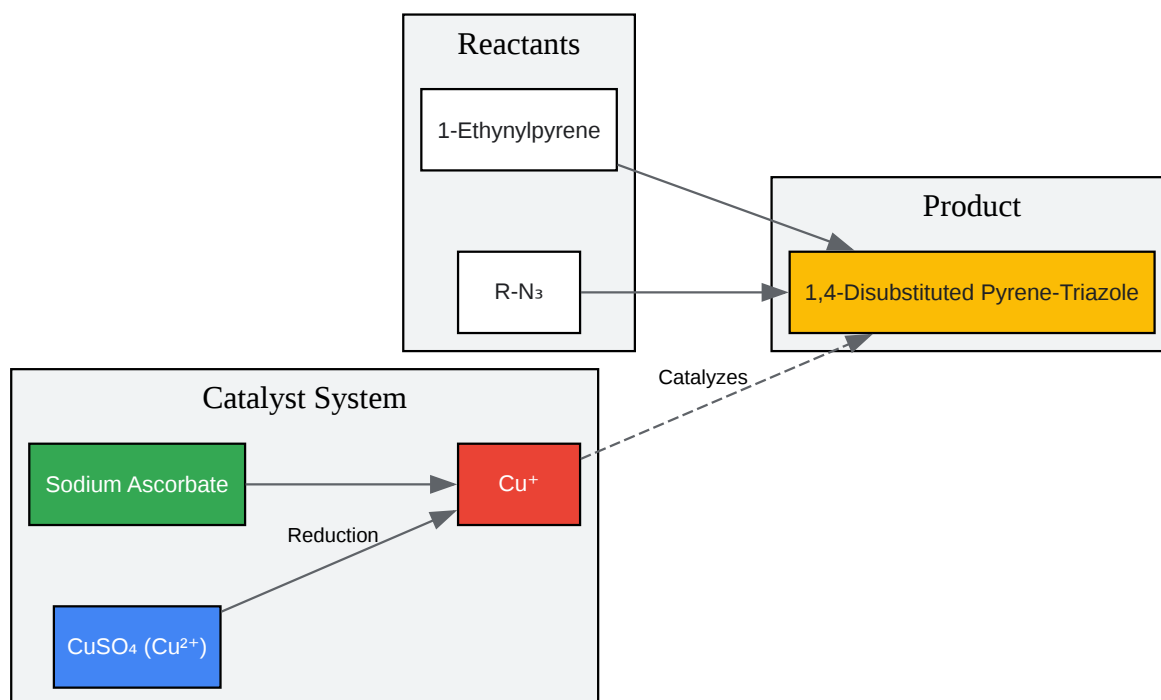 Reactants
1-Ethynylpyrene
R-N₃
Product
1,4-Disubstituted Pyrene-Triazole
Catalyzes
Catalyst System
Sodium Ascorbate
Cu⁺
Reduction
CuSO₄ (Cu²⁺)